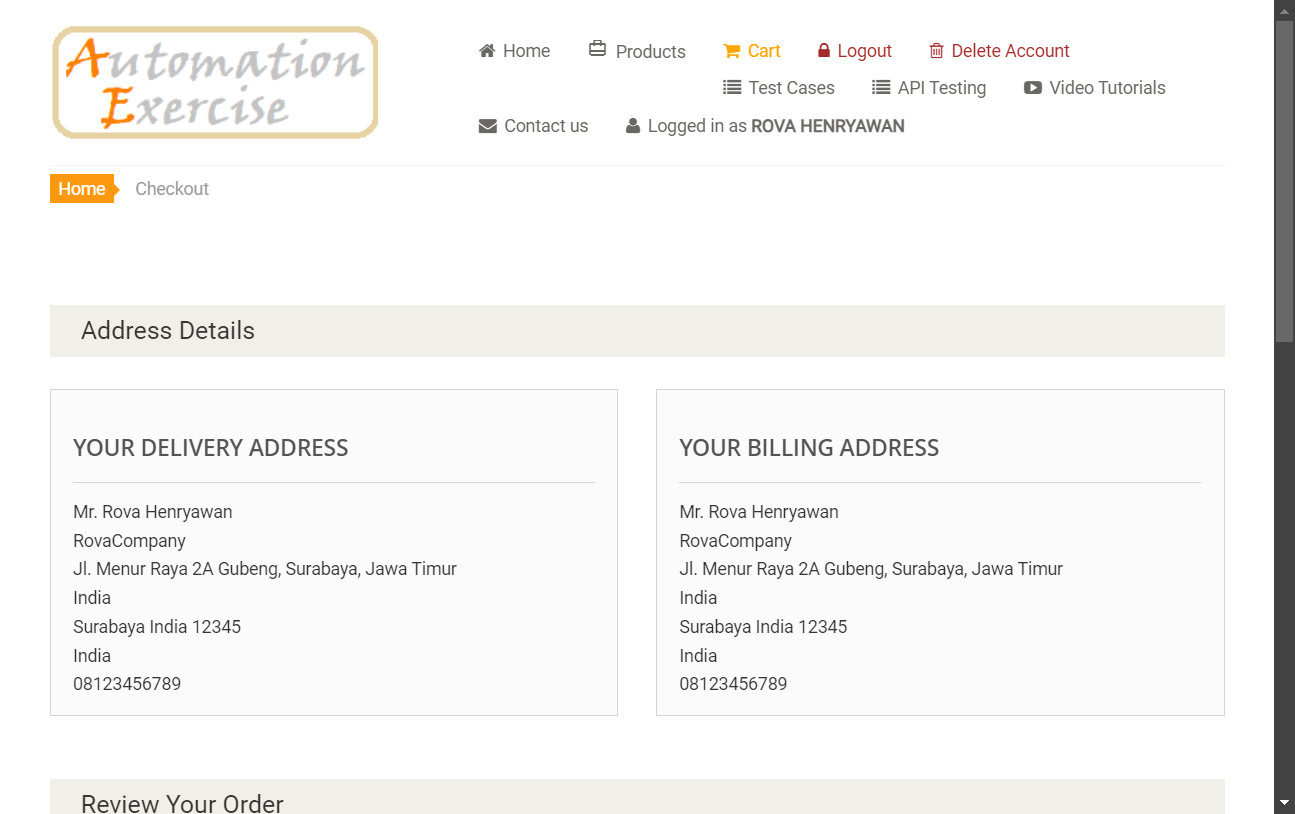 Automation
Exercise
Home Products Cart Logout Delete Account
Test Cases API Testing Video Tutorials
Contact us Logged in as ROVA HENRYAWAN
Home Checkout
Address Details
YOUR DELIVERY ADDRESS
Mr. Rova Henryawan
RovaCompany
Jl. Menur Raya 2A Gubeng, Surabaya, Jawa Timur
India
Surabaya India 12345
India
08123456789
YOUR BILLING ADDRESS
Mr. Rova Henryawan
RovaCompany
Jl. Menur Raya 2A Gubeng, Surabaya, Jawa Timur
India
Surabaya India 12345
India
08123456789
Review Your Order